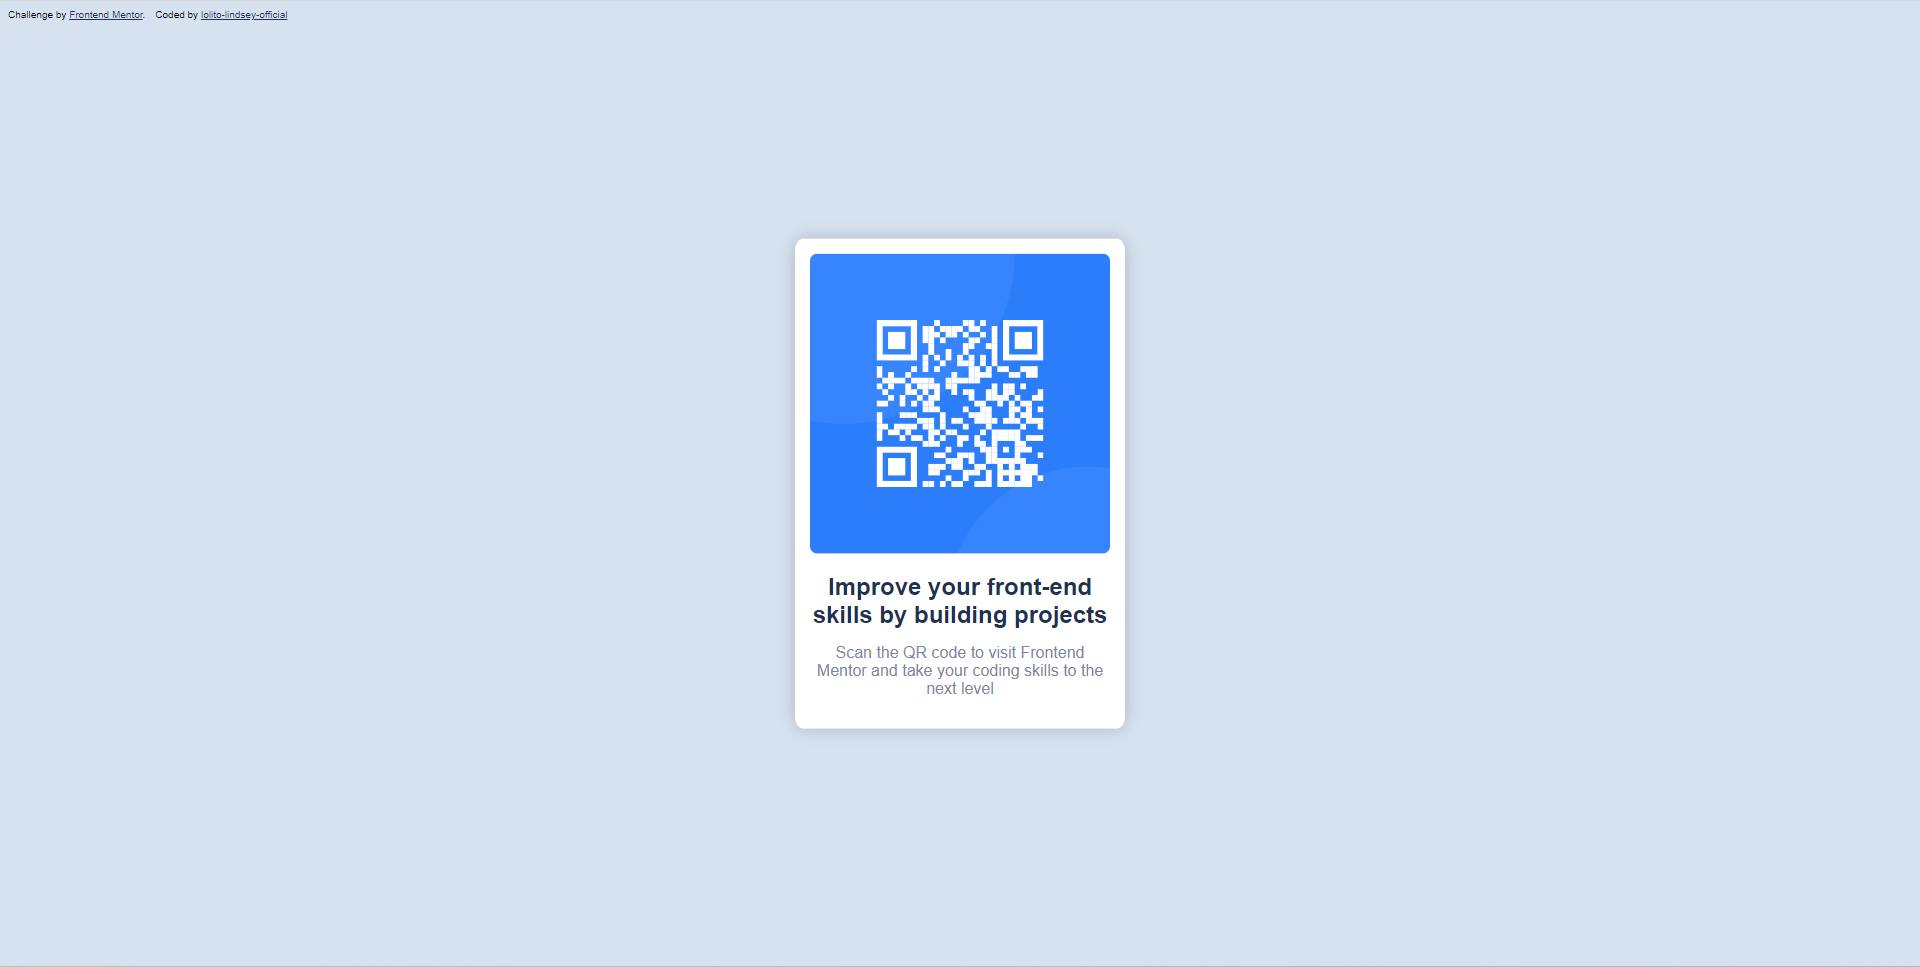 Challenge by Frontend Mentor. Coded by lolito-lindsey-official
Improve your front-end
skills by building projects
Scan the QR code to visit Frontend
Mentor and take your coding skills to the
next level